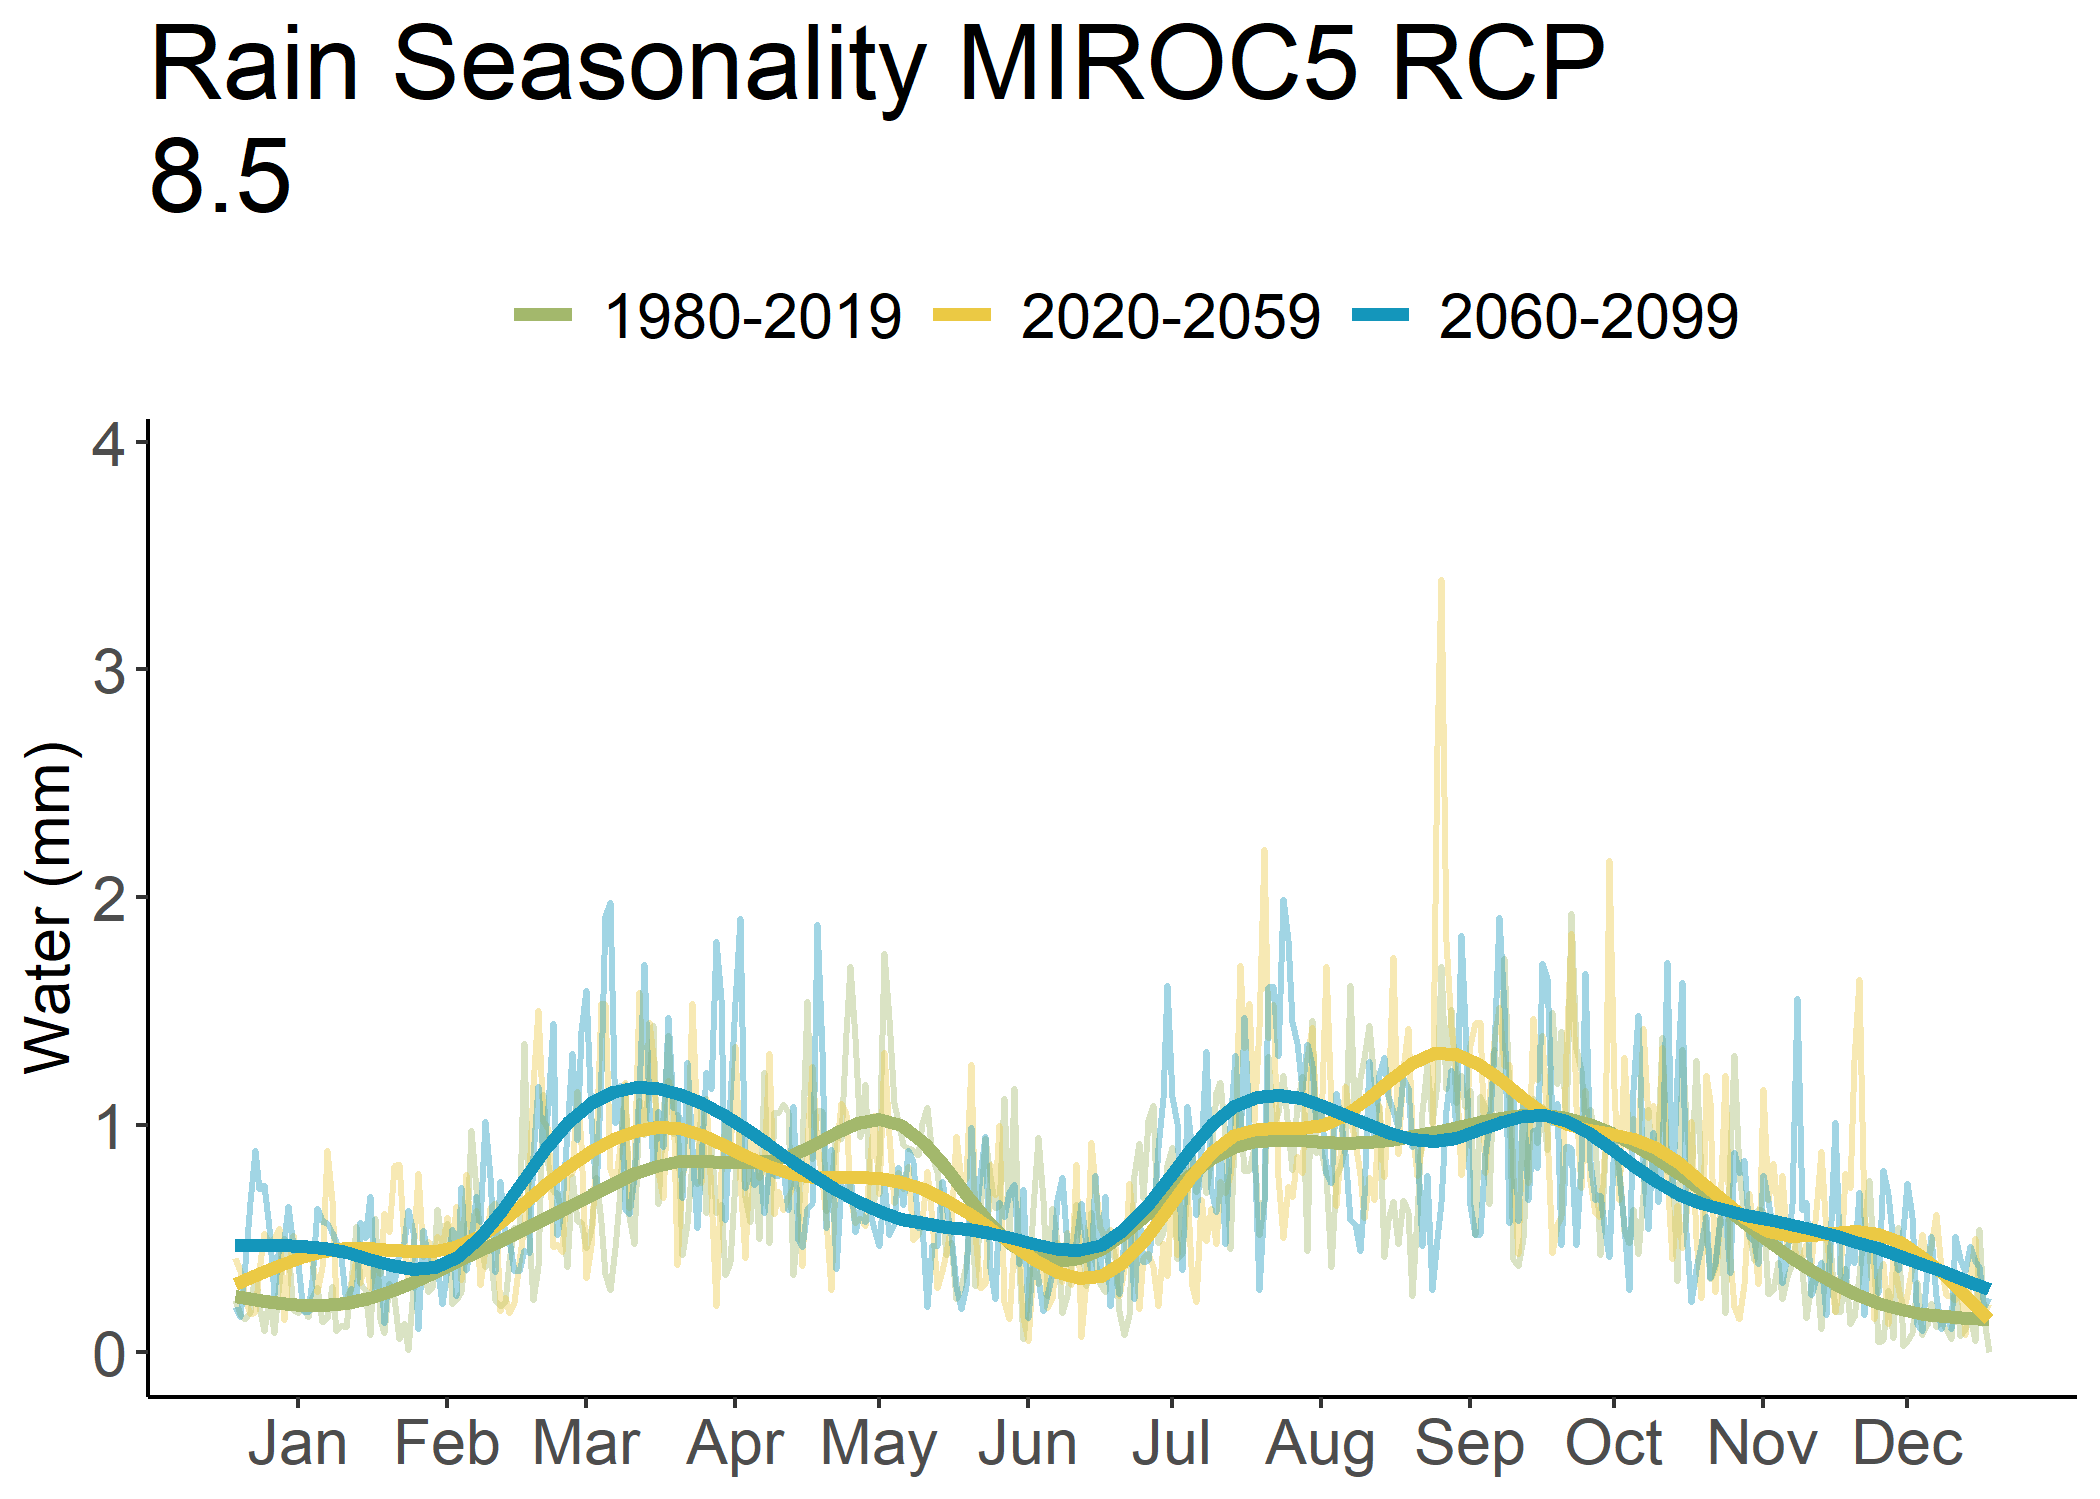 Rain Seasonality MIROC5 RCP
8.5
1980-2019 2020-2059 2060-2099
4
3
2
1
0
Water (mm)
Jan Feb Mar Apr May Jun Jul Aug Sep Oct Nov Dec